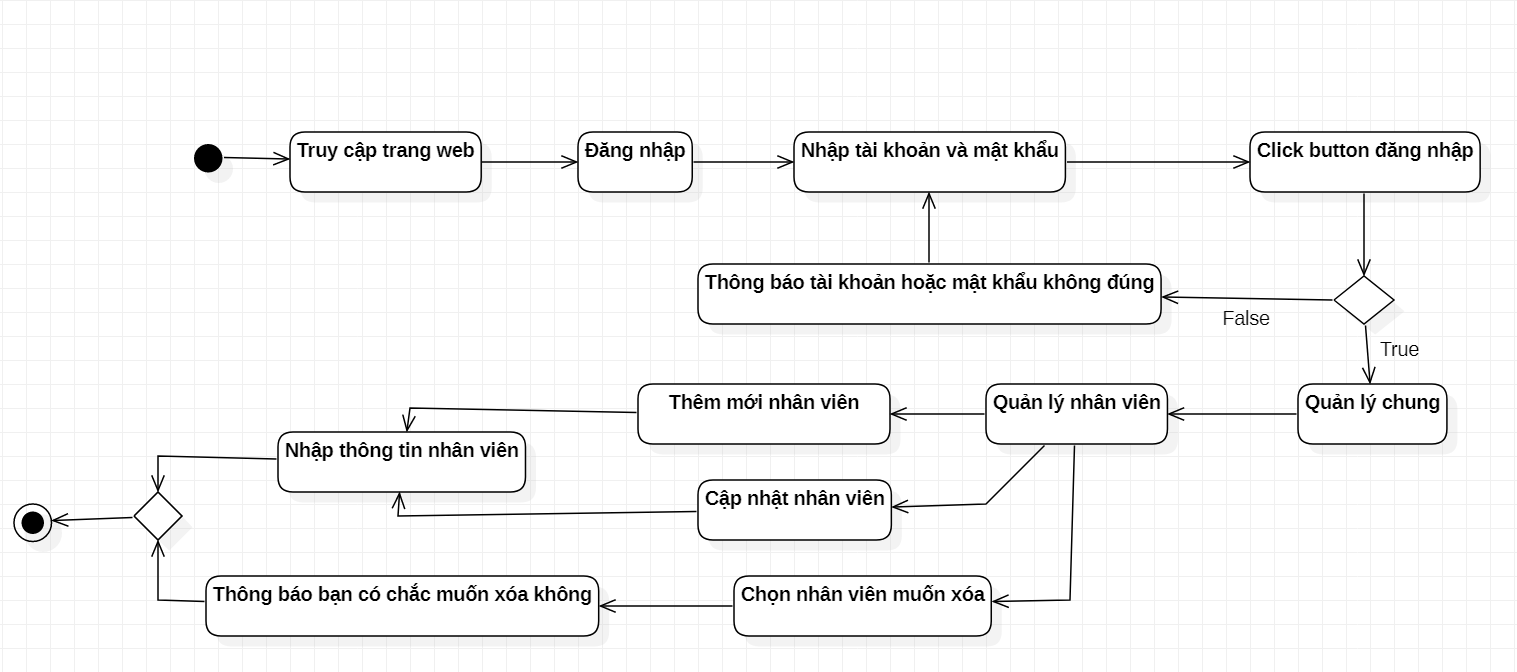 Truy cập trang web
Đăng nhập
Nhập tài khoản và mật khẩu
Click button đăng nhập
Thông báo tài khoản hoặc mật khẩu không đúng
False
True
Thêm mới nhân viên
Quản lý nhân viên
Quản lý chung
Nhập thông tin nhân viên
Cập nhật nhân viên
Thông báo bạn có chắc muốn xóa không
Chọn nhân viên muốn xóa